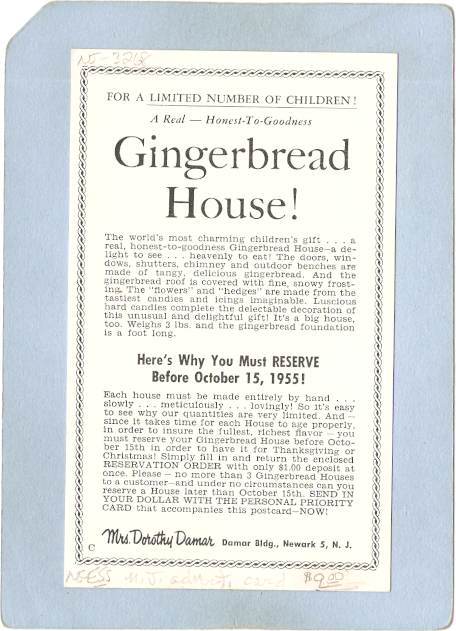 NJ-3218
FOR A LIMITED NUMBER OF CHILDREN!
A Real — Honest-To-Goodness
Gingerbread
House!
The world's most charming children's gift . . . a
real, honest-to-goodness Gingerbread House—a de-
light to see . . . heavenly to eat! The doors, win-
dows, shutters, chimney and outdoor benches are
made of tangy, delicious gingerbread. And the
gingerbread roof is covered with fine, snowy frost-
ing. The "flowers" and "hedges" are made from the
tastiest candies and icings imaginable. Luscious
hard candies complete the delectable decoration of
this unusual and delightful gift! It's a big house,
too. Weighs 3 lbs. and the gingerbread foundation
is a foot long.
Here's Why You Must RESERVE
Before October 15, 1955!
Each house must be made entirely by hand . . .
slowly . . . meticulously . . . lovingly! So it's easy
to see why our quantities are very limited. And —
since it takes time for each House to age properly,
in order to insure the fullest, richest flavor — you
must reserve your Gingerbread House before Octo-
ber 15th in order to have it for Thanksgiving or
Christmas! Simply fill in and return the enclosed
RESERVATION ORDER with only $1.00 deposit at
once. Please — no more than 3 Gingerbread Houses
to a customer—and under no circumstances can you
reserve a House later than October 15th. SEND IN
YOUR DOLLAR WITH THE PERSONAL PRIORITY
CARD that accompanies this postcard—NOW!
Mrs. Dorothy Damar Damar Bldg., Newark 5, N. J.
C
N.J. advert. card $9.00